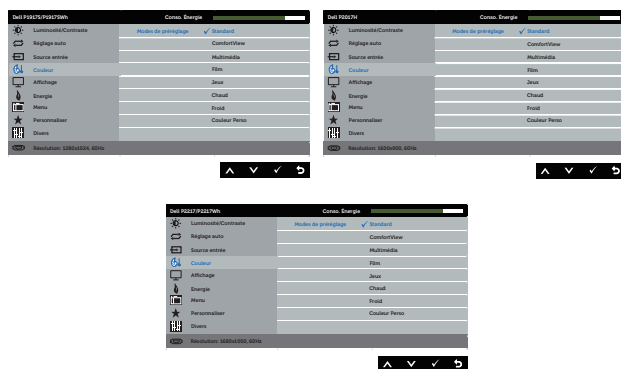 Dell P1917S/P1917SWh Conso. Énergie
Luminosité/Contraste Modes de préréglage ✓ Standard
Réglage auto ComfortView
Source entrée Multimédia
Couleur Film
Affichage Jeux
Energie Chaud
Menu Froid
Personnaliser Couleur Perso
Divers
Résolution: 1280x1024, 60Hz
Dell P2017H Conso. Énergie
Luminosité/Contraste Modes de préréglage ✓ Standard
Réglage auto ComfortView
Source entrée Multimédia
Couleur Film
Affichage Jeux
Energie Chaud
Menu Froid
Personnaliser Couleur Perso
Divers
Résolution: 1600x900, 60Hz
Dell P2217/P2217Wh Conso. Énergie
Luminosité/Contraste Modes de préréglage ✓ Standard
Réglage auto ComfortView
Source entrée Multimédia
Couleur Film
Affichage Jeux
Energie Chaud
Menu Froid
Personnaliser Couleur Perso
Divers
Résolution: 1680x1050, 60Hz